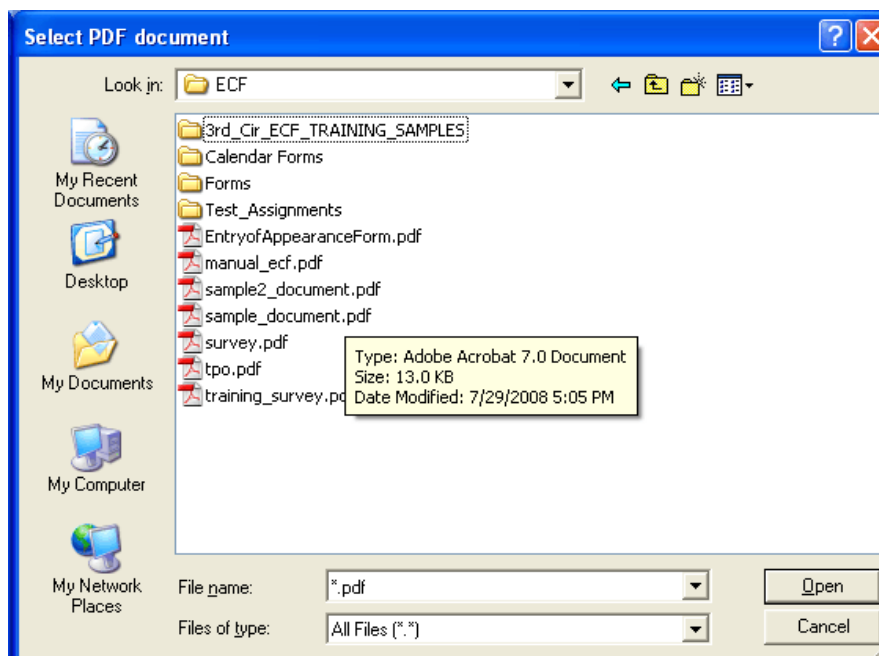 Select PDF document
Look in: ECF
3rd_Cir_ECF_TRAINING_SAMPLES
Calendar Forms
Forms
Test_Assignments
EntryofAppearanceForm.pdf
manual_ecf.pdf
sample2_document.pdf
sample_document.pdf
survey.pdf
tpo.pdf
training_survey.pd
Type: Adobe Acrobat 7.0 Document
Size: 13.0 KB
Date Modified: 7/29/2008 5:05 PM
My Recent
Documents
Desktop
My Documents
My Computer
My Network
Places
File name: *.pdf
Open
Files of type: All Files (*.*)
Cancel